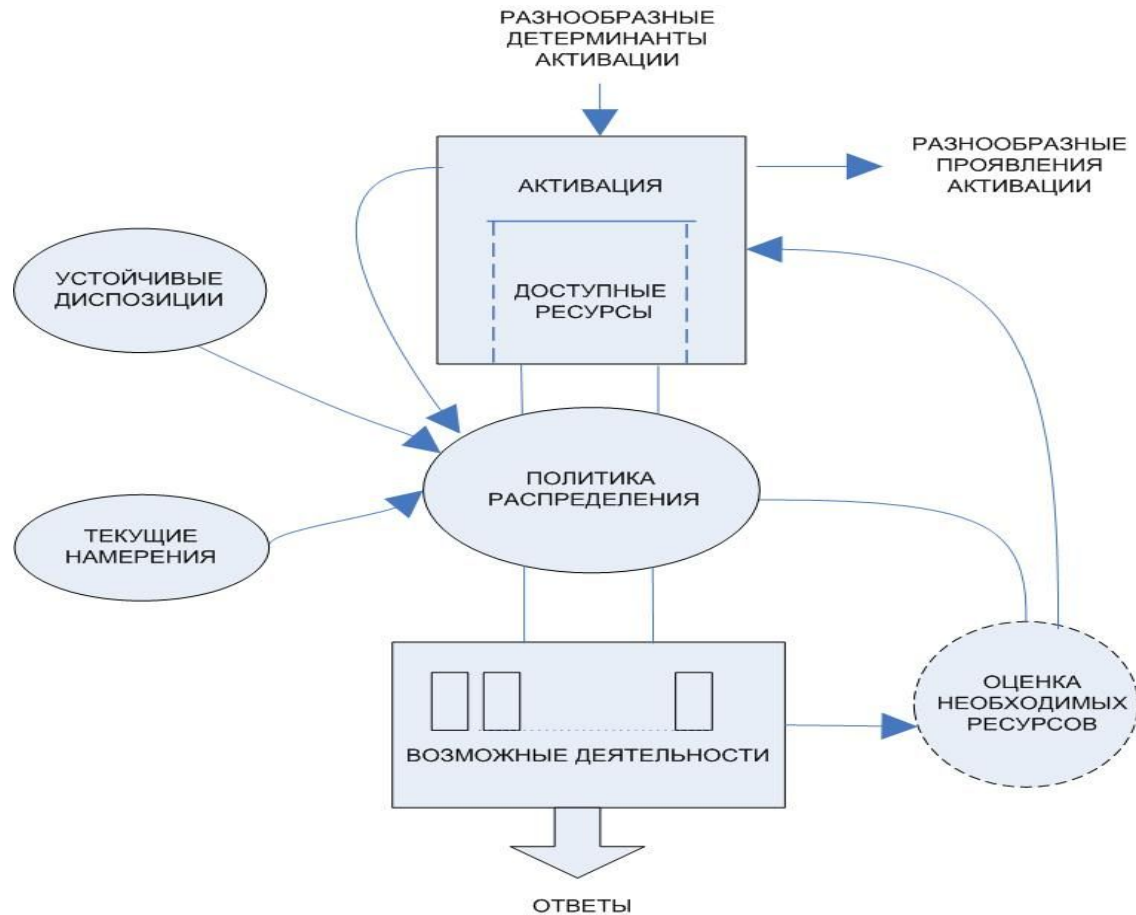 РАЗНООБРАЗНЫЕ
ДЕТЕРМИНАНТЫ
АКТИВАЦИИ
РАЗНООБРАЗНЫЕ
ПРОЯВЛЕНИЯ
АКТИВАЦИИ
АКТИВАЦИЯ
УСТОЙЧИВЫЕ
ДИСПОЗИЦИИ
ДОСТУПНЫЕ
РЕСУРСЫ
ПОЛИТИКА
РАСПРЕДЕЛЕНИЯ
ТЕКУЩИЕ
НАМЕРЕНИЯ
ОЦЕНКА
НЕОБХОДИМЫХ
РЕСУРСОВ
ВОЗМОЖНЫЕ ДЕЯТЕЛЬНОСТИ
ОТВЕТЫ